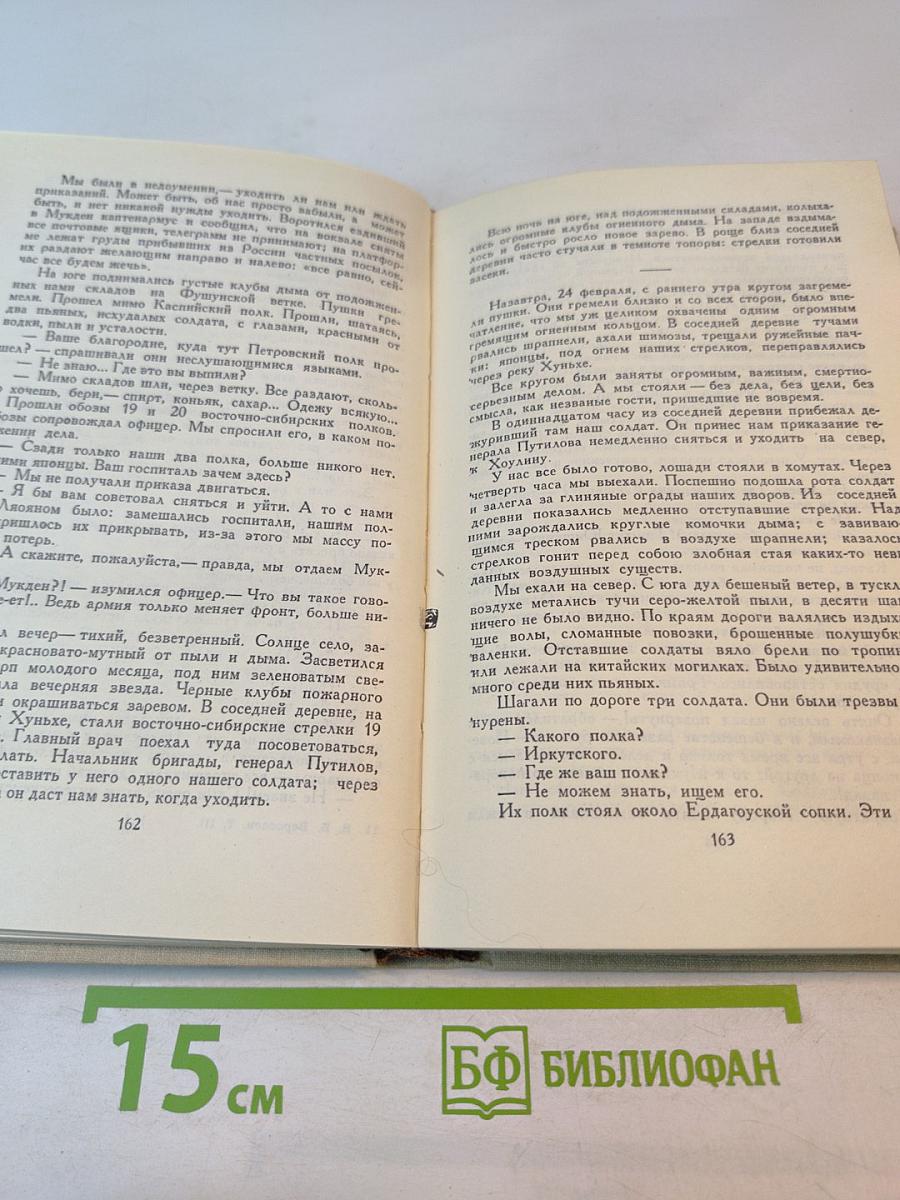 Мы были в недоумении,— уходить ли нам или ждать
приказаний. Может быть, об нас просто забыли, а может
быть, и нет никакой нужды уходить. Воротился ездивший
в Мукден каптенармус и сообщил, что на вокзале сняты
все почтовые ящики, телеграмм не принимают; на платфор-
ме лежат груды прибывших из России частных посылок,
их раздают желающим направо и налево: «все равно, сей-
час все будем жечь».
На юге поднимались густые клубы дыма от подожжен-
ных нами складов на Фушунской ветке. Пушки гре-
мели. Прошел мимо Каспийский полк. Прошли, шатаясь,
два пьяных, исхудалых солдата, с глазами, красными от
водки, пыли и усталости.
— Ваше благородие, куда тут Петровский полк про-
шел? — спрашивали они неслушающимися языками.
— Не знаю... Где это вы выпили?
— Мимо складов шли, через ветку. Все раздают, сколь-
о хочешь, бери,— спирт, коньяк, сахар... Одежу всякую...
Прошли обозы 19 и 20 восточно-сибирских полков.
бозы сопровождал офицер. Мы спросили его, в каком по-
жении дела.
— Сзади только наши два полка, больше никого нет.
ними японцы. Ваш госпиталь зачем здесь?
— Мы не получали приказа двигаться.
— Я бы вам советовал сняться и уйти. А то с нами
Ляояном было: замешались госпитали, нашим пол-
ришлось их прикрывать, из-за этого мы массу по-
потерь.
А скажите, пожалуйста,— правда, мы отдаем Мук-
Мукден?! — изумился офицер.— Что вы такое гово-
е-ет!.. Ведь армия только меняет фронт, больше ни-
л вечер— тихий, безветренный. Солнце село, за-
красновато-мутный от пыли и дыма. Засветился
рп молодого месяца, под ним зеленоватым све-
ла вечерняя звезда. Черные клубы пожарного
и окрашиваться заревом. В соседней деревне, на
Хуньхе, стали восточно-сибирские стрелки 19
Главный врач поехал туда посоветоваться,
лать. Начальник бригады, генерал Путилов,
оставить у него одного нашего солдата; через
а он даст нам знать, когда уходить.
162
Всю ночь на юге, над подожженными складами, колыха-
лись огромные клубы огненного дыма. На западе вздыма-
лось и быстро росло новое зарево. В роще близ соседней
деревни часто стучали в темноте топоры: стрелки готовили
засеки.
Назавтра, 24 февраля, с раннего утра кругом загреме-
ли пушки. Они гремели близко и со всех сторон, было впе-
чатление, что мы уж целиком охвачены одним огромным
гремящим огненным кольцом. В соседней деревне тучами
рвались шрапнели, ахали шимозы, трещали ружейные пач-
ки: японцы, под огнем наших стрелков, переправлялись
через реку Хуньхе.
Все кругом были заняты огромным, важным, смертно-
серьезным делом. А мы стояли — без дела, без цели, без
смысла, как незваные гости, пришедшие не вовремя.
В одиннадцатом часу из соседней деревни прибежал де-
журивший там наш солдат. Он принес нам приказание ге-
нерала Путилова немедленно сняться и уходить на север,
к Хоулину.
У нас все было готово, лошади стояли в хомутах. Через
четверть часа мы выехали. Поспешно подошла рота солдат
и залегла за глиняные ограды наших дворов. Из соседней
деревни показались медленно отступавшие стрелки. Над
ними зарождались круглые комочки дыма; с завиваю-
щимся треском рвались в воздухе шрапнели; казалось
стрелков гонит перед собою злобная стая каких-то неви
данных воздушных существ.
Мы ехали на север. С юга дул бешеный ветер, в тускл
воздухе метались тучи серо-желтой пыли, в десяти шаг
ничего не было видно. По краям дороги валялись издых
щие волы, сломанные повозки, брошенные полушубк
валенки. Отставшие солдаты вяло брели по тропин
или лежали на китайских могилках. Было удивительно
много среди них пьяных.
Шагали по дороге три солдата. Они были трезвы
нурены.
— Какого полка?
— Иркутского.
— Где же ваш полк?
— Не можем знать, ищем его.
Их полк стоял около Ердагоуской сопки. Эти
163
15 см
БФ БИБЛИОФАН